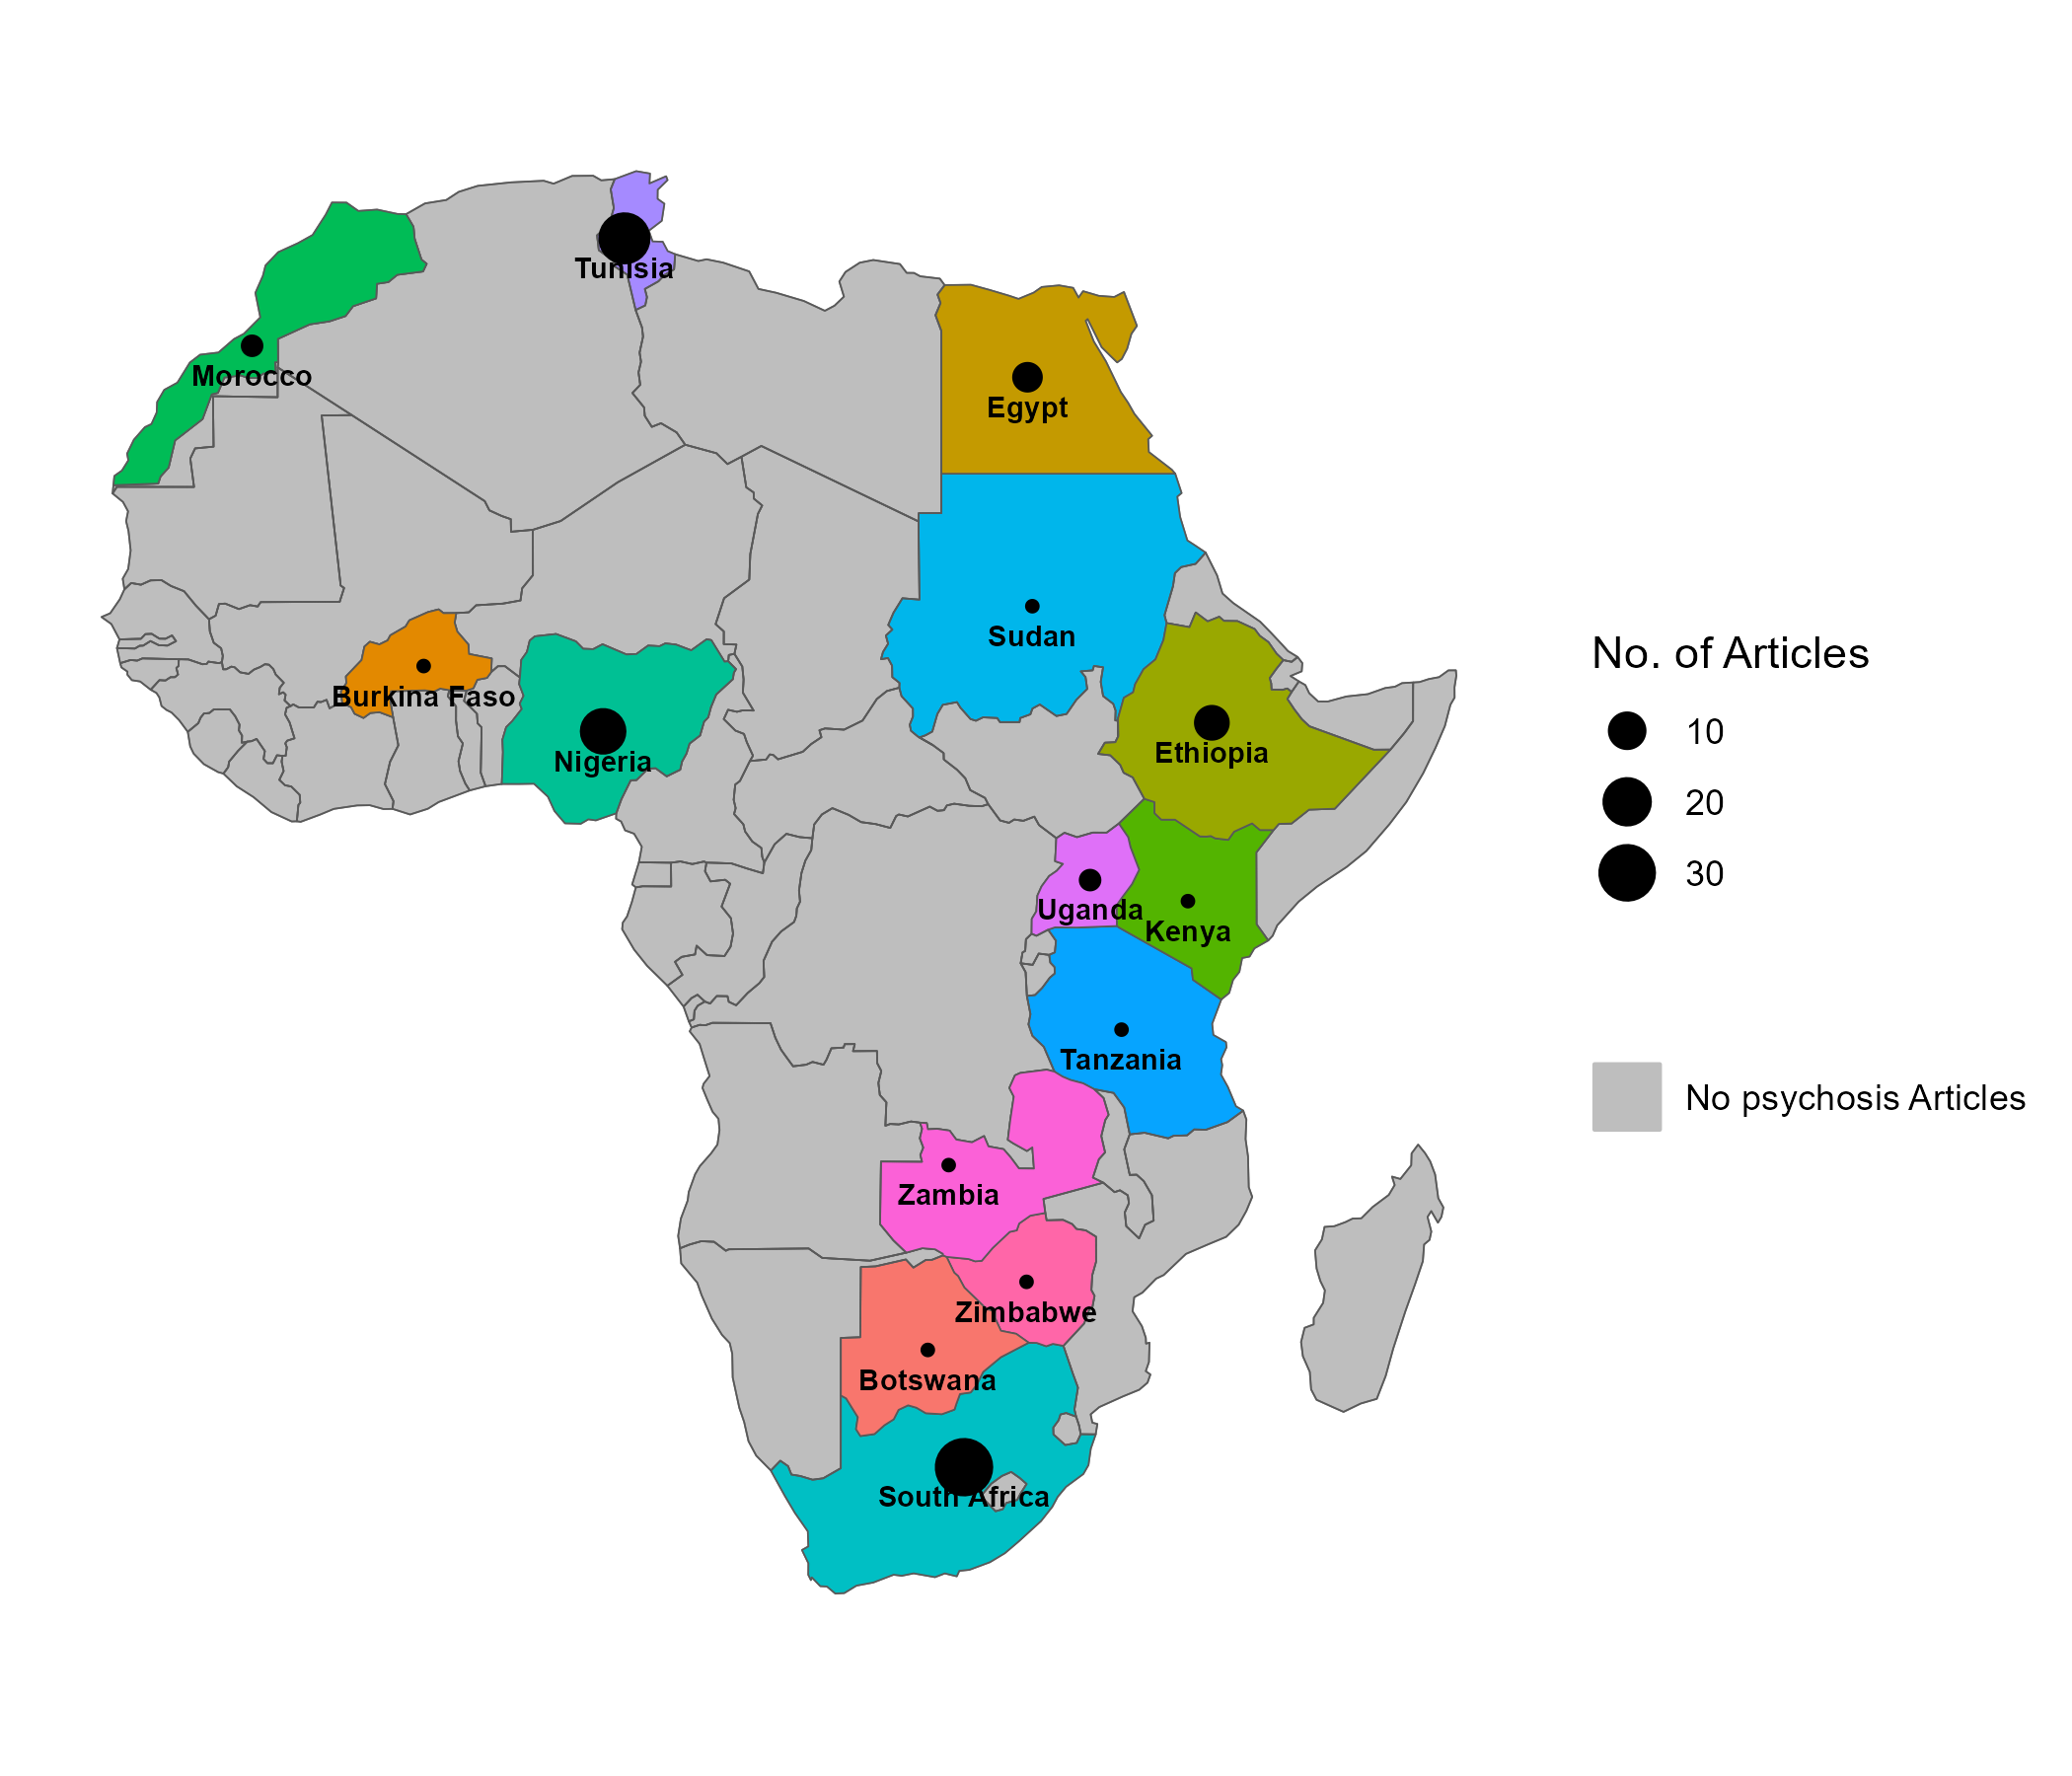 Tunisia
Morocco
Egypt
Sudan
Burkina Faso
Nigeria
Ethiopia
Uganda
Kenya
Tanzania
Zambia
Zimbabwe
Botswana
South Africa
No. of Articles
10
20
30
No psychosis Articles